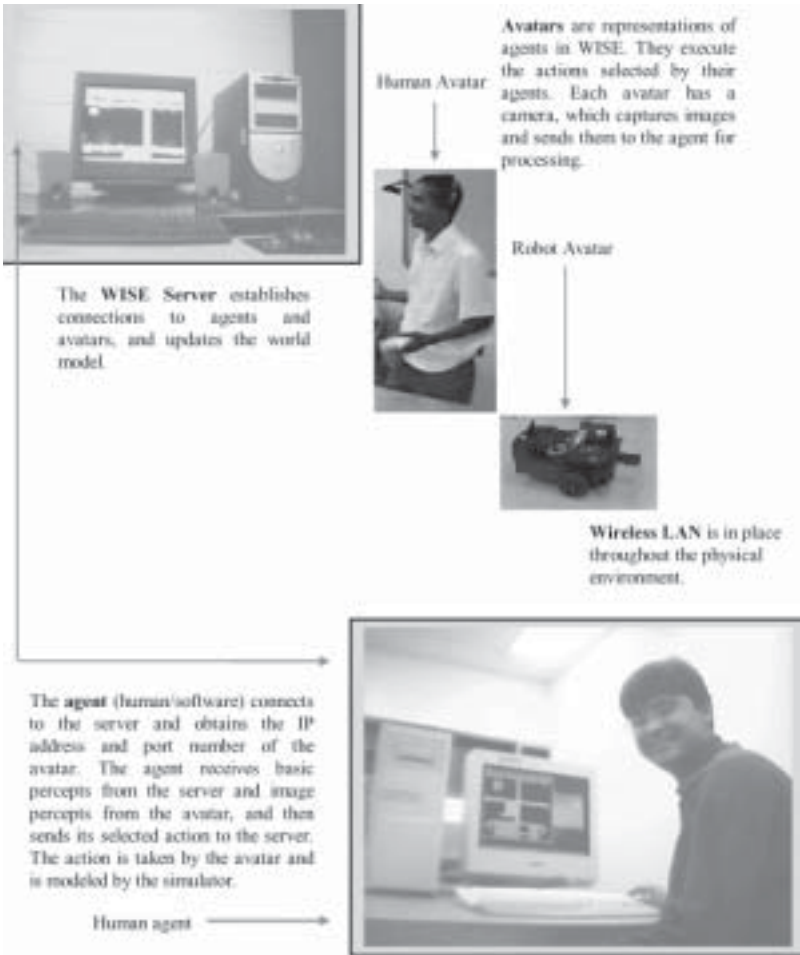 Avatars are representations of
agents in WISE. They execute
the actions selected by their
agents. Each avatar has a
camera, which captures images
and sends them to the agent for
processing.
Human Avatar
Robot Avatar
The WISE Server establishes
connections to agents and
avatars, and updates the world
model.
Wireless LAN is in place
throughout the physical
environment.
The agent (human/software) connects
to the server and obtains the IP
address and port number of the
avatar. The agent receives basic
percepts from the server and image
percepts from the avatar, and then
sends its selected action to the server.
The action is taken by the avatar and
is modeled by the simulator.
Human agent